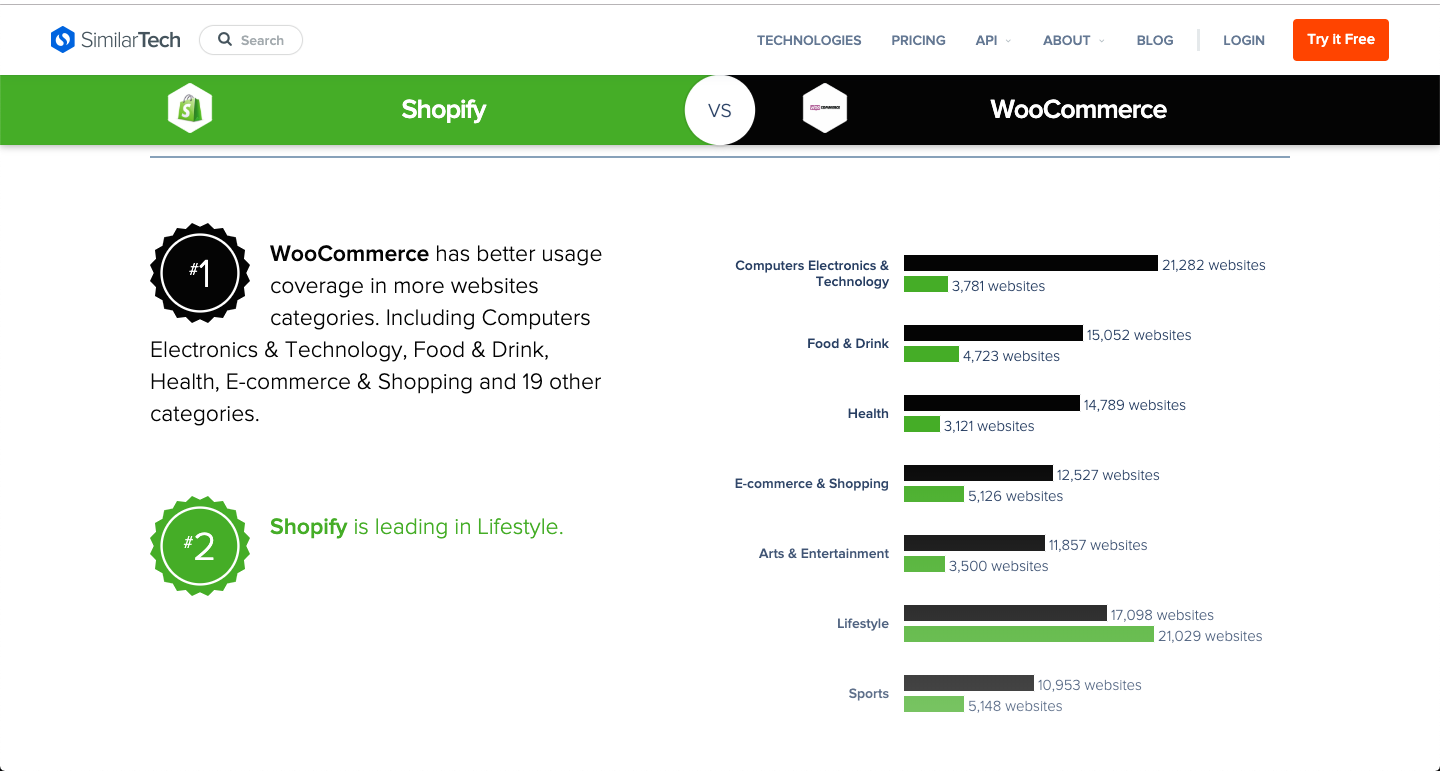 SimilarTech
Search
TECHNOLOGIES
PRICING
API
ABOUT
BLOG
LOGIN
Try It Free
Shopify
VS
WOO COMMERCE
WooCommerce
#1
WooCommerce has better usage
coverage in more websites
categories. Including Computers
Electronics & Technology, Food & Drink,
Health, E-commerce & Shopping and 19 other
categories.
#2
Shopify is leading in Lifestyle.
Computers Electronics &
Technology
21,282 websites
3,781 websites
Food & Drink
15,052 websites
4,723 websites
Health
14,789 websites
3,121 websites
E-commerce & Shopping
12,527 websites
5,126 websites
Arts & Entertainment
11,857 websites
3,500 websites
Lifestyle
17,098 websites
21,029 websites
Sports
10,953 websites
5,148 websites